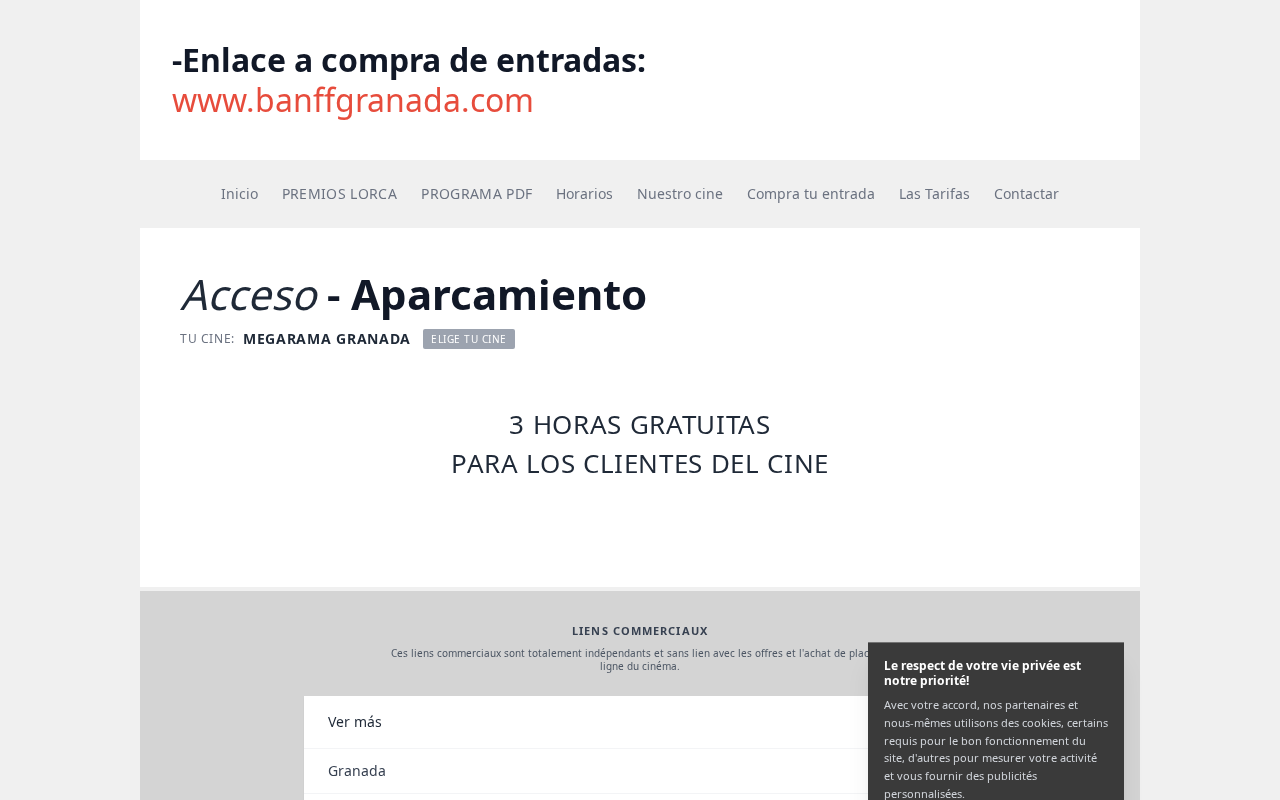 -Enlace a compra de entradas:
www.banffgranada.com
Inicio PREMIOS LORCA PROGRAMA PDF Horarios Nuestro cine Compra tu entrada Las Tarifas Contactar
Acceso - Aparcamiento
TU CINE: MEGARAMA GRANADA ELIGE TU CINE
3 HORAS GRATUITAS
PARA LOS CLIENTES DEL CINE
LIENS COMMERCIAUX
Ces liens commerciaux sont totalement indépendants et sans lien avec les offres et l'achat de
ligne du cinéma.
Ver más
Granada
Le respect de votre vie privée est
notre priorité!
Avec votre accord, nos partenaires et
nous-mêmes utilisons des cookies, certains
requis pour le bon fonctionnement du
site, d'autres pour mesurer votre activité
et vous fournir des publicités
personnalisées.